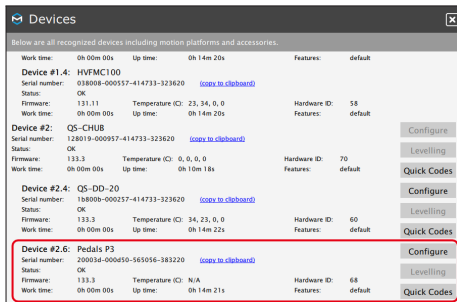 Devices
Below are all recognized devices including motion platforms and accessories.
Work time: 0h 00m 00s Up time: 0h 14m 20s Features: default
Device #1.4: HVFMC100
Serial number: 038008-000557-414733-323620 (copy to clipboard)
Status: OK
Firmware: 131.11 Temperature (C): 23, 34, 0, 0 Hardware ID: 58
Work time: 0h 00m 00s Up time: 0h 14m 20s Features: default
Device #2: QS-CHUB Configure
Serial number: 128019-000957-414733-323620 (copy to clipboard)
Status: OK Levelling
Firmware: 133.3 Temperature (C): 0, 0, 0, 0 Hardware ID: 70
Work time: 0h 00m 00s Up time: 0h 10m 18s Features: default Quick Codes
Device #2.4: QS-DD-20 Configure
Serial number: 1b800b-000257-414733-323620 (copy to clipboard)
Status: OK Levelling
Firmware: 133.3 Temperature (C): 34, 23, 0, 0 Hardware ID: 60
Work time: 0h 00m 00s Up time: 0h 14m 22s Features: default Quick Codes
Device #2.6: Pedals P3 Configure
Serial number: 20003d-000d50-565056-383220 (copy to clipboard)
Status: OK Levelling
Firmware: 133.3 Temperature (C): N/A Hardware ID: 68
Work time: 0h 00m 00s Up time: 0h 14m 21s Features: default Quick Codes